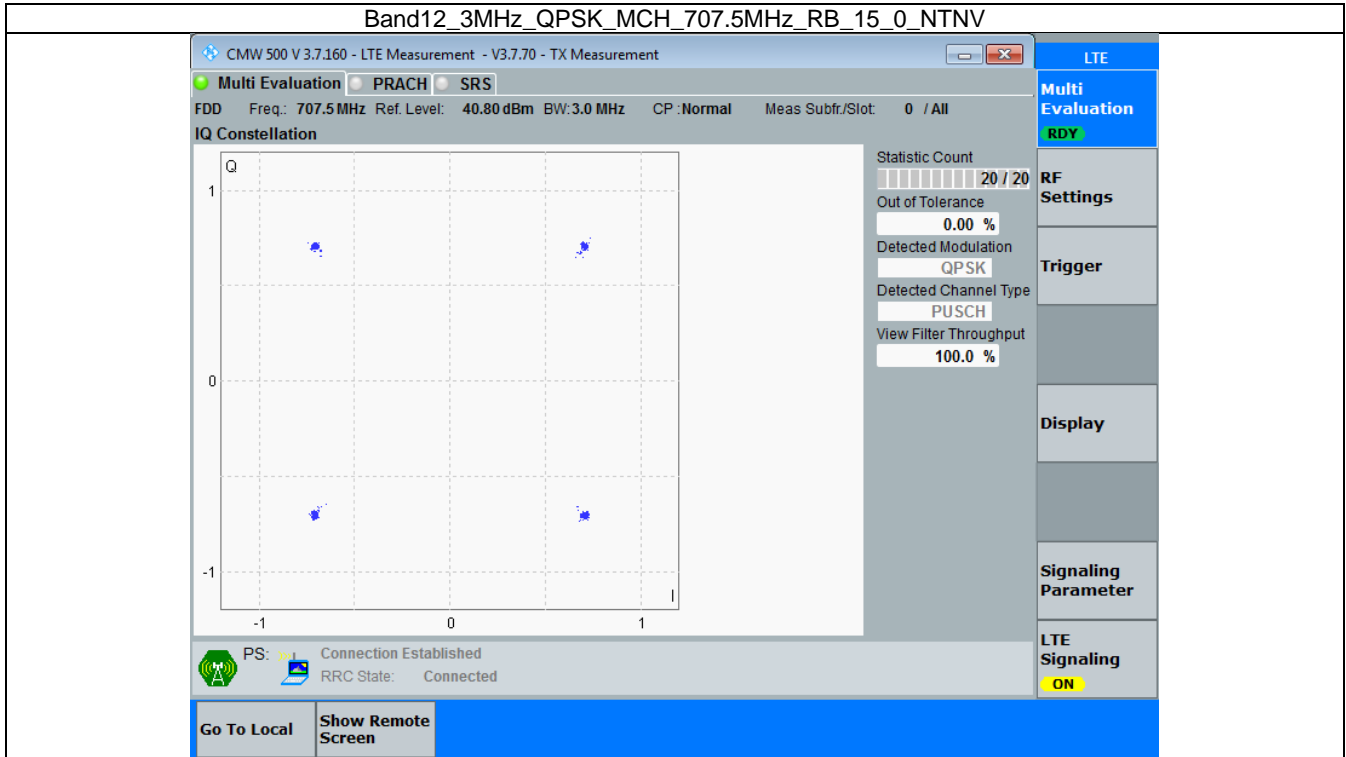 Band12_3MHz_QPSK_MCH_707.5MHz_RB_15_0_NTNV
CMW 500 V 3.7.160 - LTE Measurement - V3.7.70 - TX Measurement
LTE
Multi Evaluation PRACH SRS
Multi
Evaluation
RDY
FDD Freq.: 707.5 MHz Ref. Level: 40.80 dBm BW: 3.0 MHz CP : Normal Meas Subfr./Slot: 0 / All
IQ Constellation
Q
1
0
-1
I
-1 0 1
Statistic Count
20 / 20
Out of Tolerance
0.00 %
Detected Modulation
QPSK
Detected Channel Type
PUSCH
View Filter Throughput
100.0 %
RF
Settings
Trigger
Display
Signaling
Parameter
LTE
Signaling
ON
PS: Connection Established
RRC State: Connected
Go To Local
Show Remote
Screen